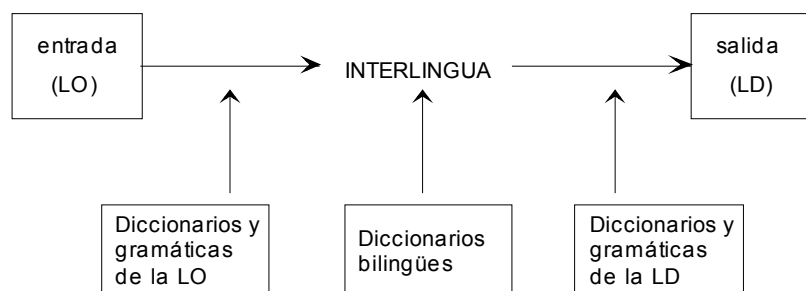 entrada
(LO)
INTERLINGUA
salida
(LD)
Diccionarios y
gramáticas
de la LO
Diccionarios
bilingües
Diccionarios y
gramáticas
de la LD